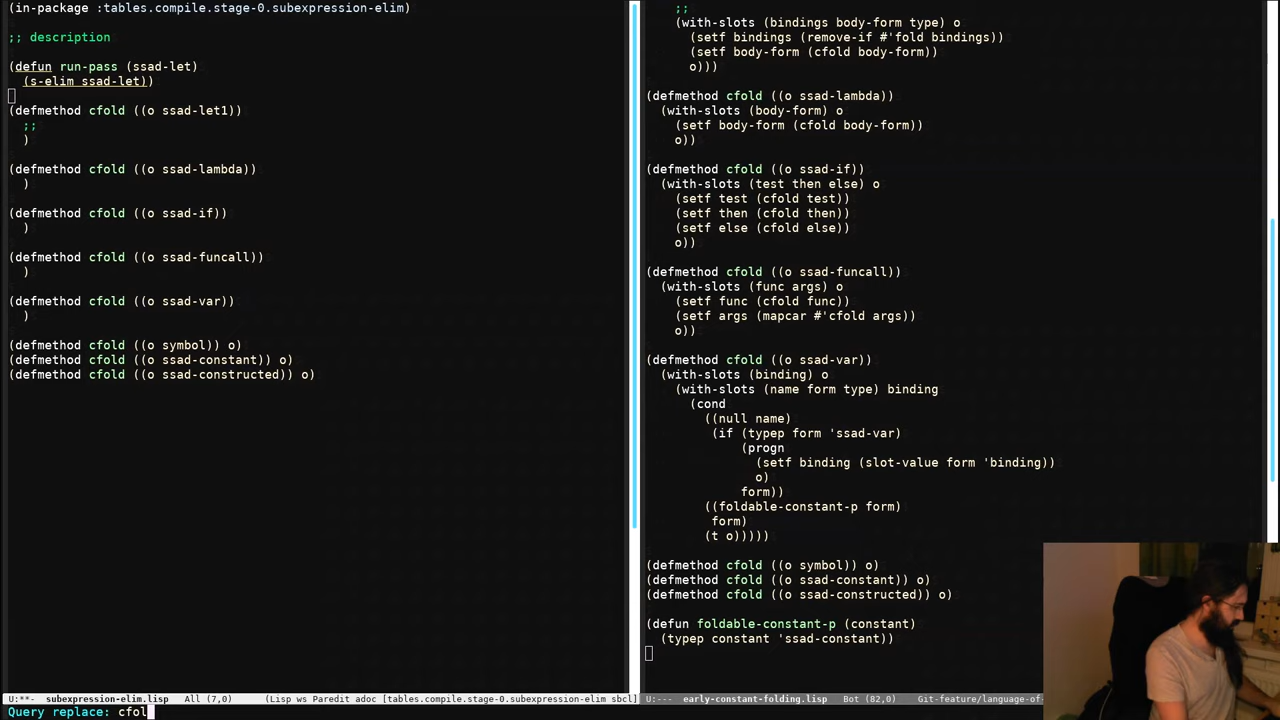 (in-package :tables.compile.stage-0.subexpression-elim)
;; description
(defun run-pass (ssad-let)
  (s-elim ssad-let))
(defmethod cfold ((o ssad-let1))
  ;;
  )
(defmethod cfold ((o ssad-lambda))
  )
(defmethod cfold ((o ssad-if))
  )
(defmethod cfold ((o ssad-funcall))
  )
(defmethod cfold ((o ssad-var))
  )
(defmethod cfold ((o symbol)) o)
(defmethod cfold ((o ssad-constant)) o)
(defmethod cfold ((o ssad-constructed)) o)
U:**-  subexpression-elim.lisp   All (7,0)     (Lisp ws Paredit adoc [tables.compile.stage-0.subexpression-elim sbcl]
Query replace: cfol
    ;;
    (with-slots (bindings body-form type) o
      (setf bindings (remove-if #'fold bindings))
      (setf body-form (cfold body-form))
      o)))
(defmethod cfold ((o ssad-lambda))
  (with-slots (body-form) o
    (setf body-form (cfold body-form))
    o))
(defmethod cfold ((o ssad-if))
  (with-slots (test then else) o
    (setf test (cfold test))
    (setf then (cfold then))
    (setf else (cfold else))
    o))
(defmethod cfold ((o ssad-funcall))
  (with-slots (func args) o
    (setf func (cfold func))
    (setf args (mapcar #'cfold args))
    o))
(defmethod cfold ((o ssad-var))
  (with-slots (binding) o
    (with-slots (name form type) binding
      (cond
        ((null name)
         (if (typep form 'ssad-var)
             (progn
               (setf binding (slot-value form 'binding))
               o)
             form))
        ((foldable-constant-p form)
         form)
        (t o)))))
(defmethod cfold ((o symbol)) o)
(defmethod cfold ((o ssad-constant)) o)
(defmethod cfold ((o ssad-constructed)) o)
(defun foldable-constant-p (constant)
  (typep constant 'ssad-constant))
U:---  early-constant-folding.lisp   Bot (82,0)     Git-feature/language-of-